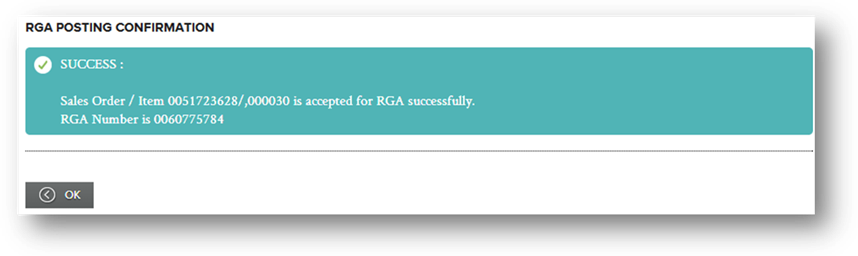 RGA POSTING CONFIRMATION
SUCCESS :
Sales Order / Item 0051723628/,000030 is accepted for RGA successfully.
RGA Number is 0060775784
OK